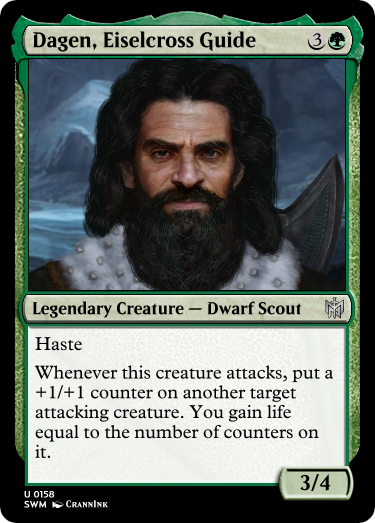 Dagen, Eiselcross Guide 3
Legendary Creature — Dwarf Scout
Haste
Whenever this creature attacks, put a
+1/+1 counter on another target
attacking creature. You gain life
equal to the number of counters on
it.
3/4
U 0158
SWM CRANNINK